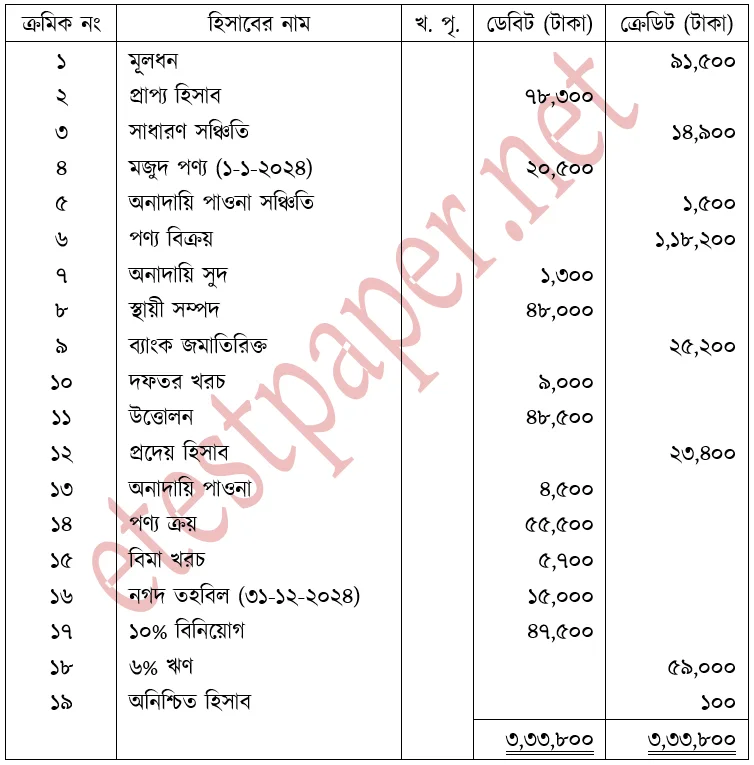 ক্রমিক নং হিসাবের নাম খ. পৃ. ডেবিট (টাকা) ক্রেডিট (টাকা)
১ মূলধন ৯১,৫০০
২ প্রাপ্য হিসাব ৭৮,৩০০
৩ সাধারণ সঞ্চিতি ১৪,৯০০
৪ মজুদ পণ্য (১-১-২০২৪) ২০,৫০০
৫ অনাদায়ি পাওনা সঞ্চিতি ১,৫০০
৬ পণ্য বিক্রয় ১,১৮,২০০
৭ অনাদায়ি সুদ ১,৩০০
৮ স্থায়ী সম্পদ ৪৮,০০০
৯ ব্যাংক জমাতিরিক্ত ২৫,২০০
১০ দফতর খরচ ৯,০০০
১১ উত্তোলন ৪৮,৫০০
১২ প্রদেয় হিসাব ২৩,৪০০
১৩ অনাদায়ি পাওনা ৪,৫০০
১৪ পণ্য ক্রয় ৫৫,৫০০
১৫ বিমা খরচ ৫,৭০০
১৬ নগদ তহবিল (৩১-১২-২০২৪) ১৫,০০০
১৭ ১০% বিনিয়োগ ৪৭,৫০০
১৮ ৬% ঋণ ৫৯,০০০
১৯ অনিশ্চিত হিসাব ১০০
৩,৩৩,৮০০ ৩,৩৩,৮০০
etestpaper.net